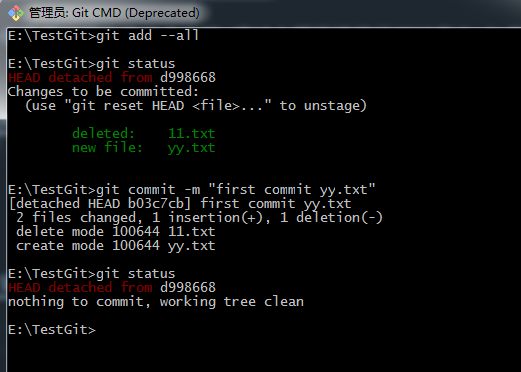 管理员: Git CMD (Deprecated)
E:\TestGit>git add --all
E:\TestGit>git status
HEAD detached from d998668
Changes to be committed:
  (use "git reset HEAD <file>..." to unstage)
        deleted:    11.txt
        new file:   yy.txt
E:\TestGit>git commit -m "first commit yy.txt"
[detached HEAD b03c7cb] first commit yy.txt
 2 files changed, 1 insertion(+), 1 deletion(-)
 delete mode 100644 11.txt
 create mode 100644 yy.txt
E:\TestGit>git status
HEAD detached from d998668
nothing to commit, working tree clean
E:\TestGit>